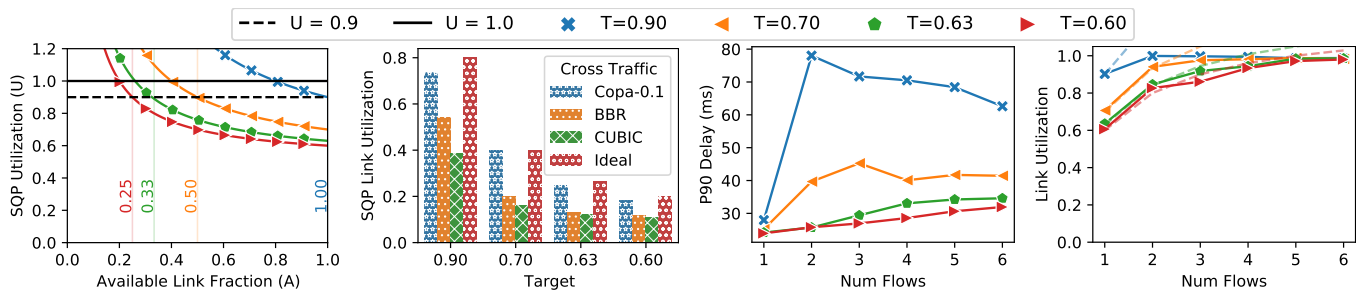 U = 0.9 U = 1.0 T=0.90 T=0.70 T=0.63 T=0.60
SQP Utilization (U)
1.2
1.0
0.8
0.6
0.4
0.2
0.0
0.25
0.33
0.50
1.00
0.0 0.2 0.4 0.6 0.8 1.0
Available Link Fraction (A)
SQP Link Utilization
0.8
0.6
0.4
0.2
0.0
Cross Traffic
Copa-0.1
BBR
CUBIC
Ideal
0.90 0.70 0.63 0.60
Target
P90 Delay (ms)
80
70
60
50
40
30
1 2 3 4 5 6
Num Flows
Link Utilization
1.0
0.8
0.6
0.4
0.2
0.0
1 2 3 4 5 6
Num Flows